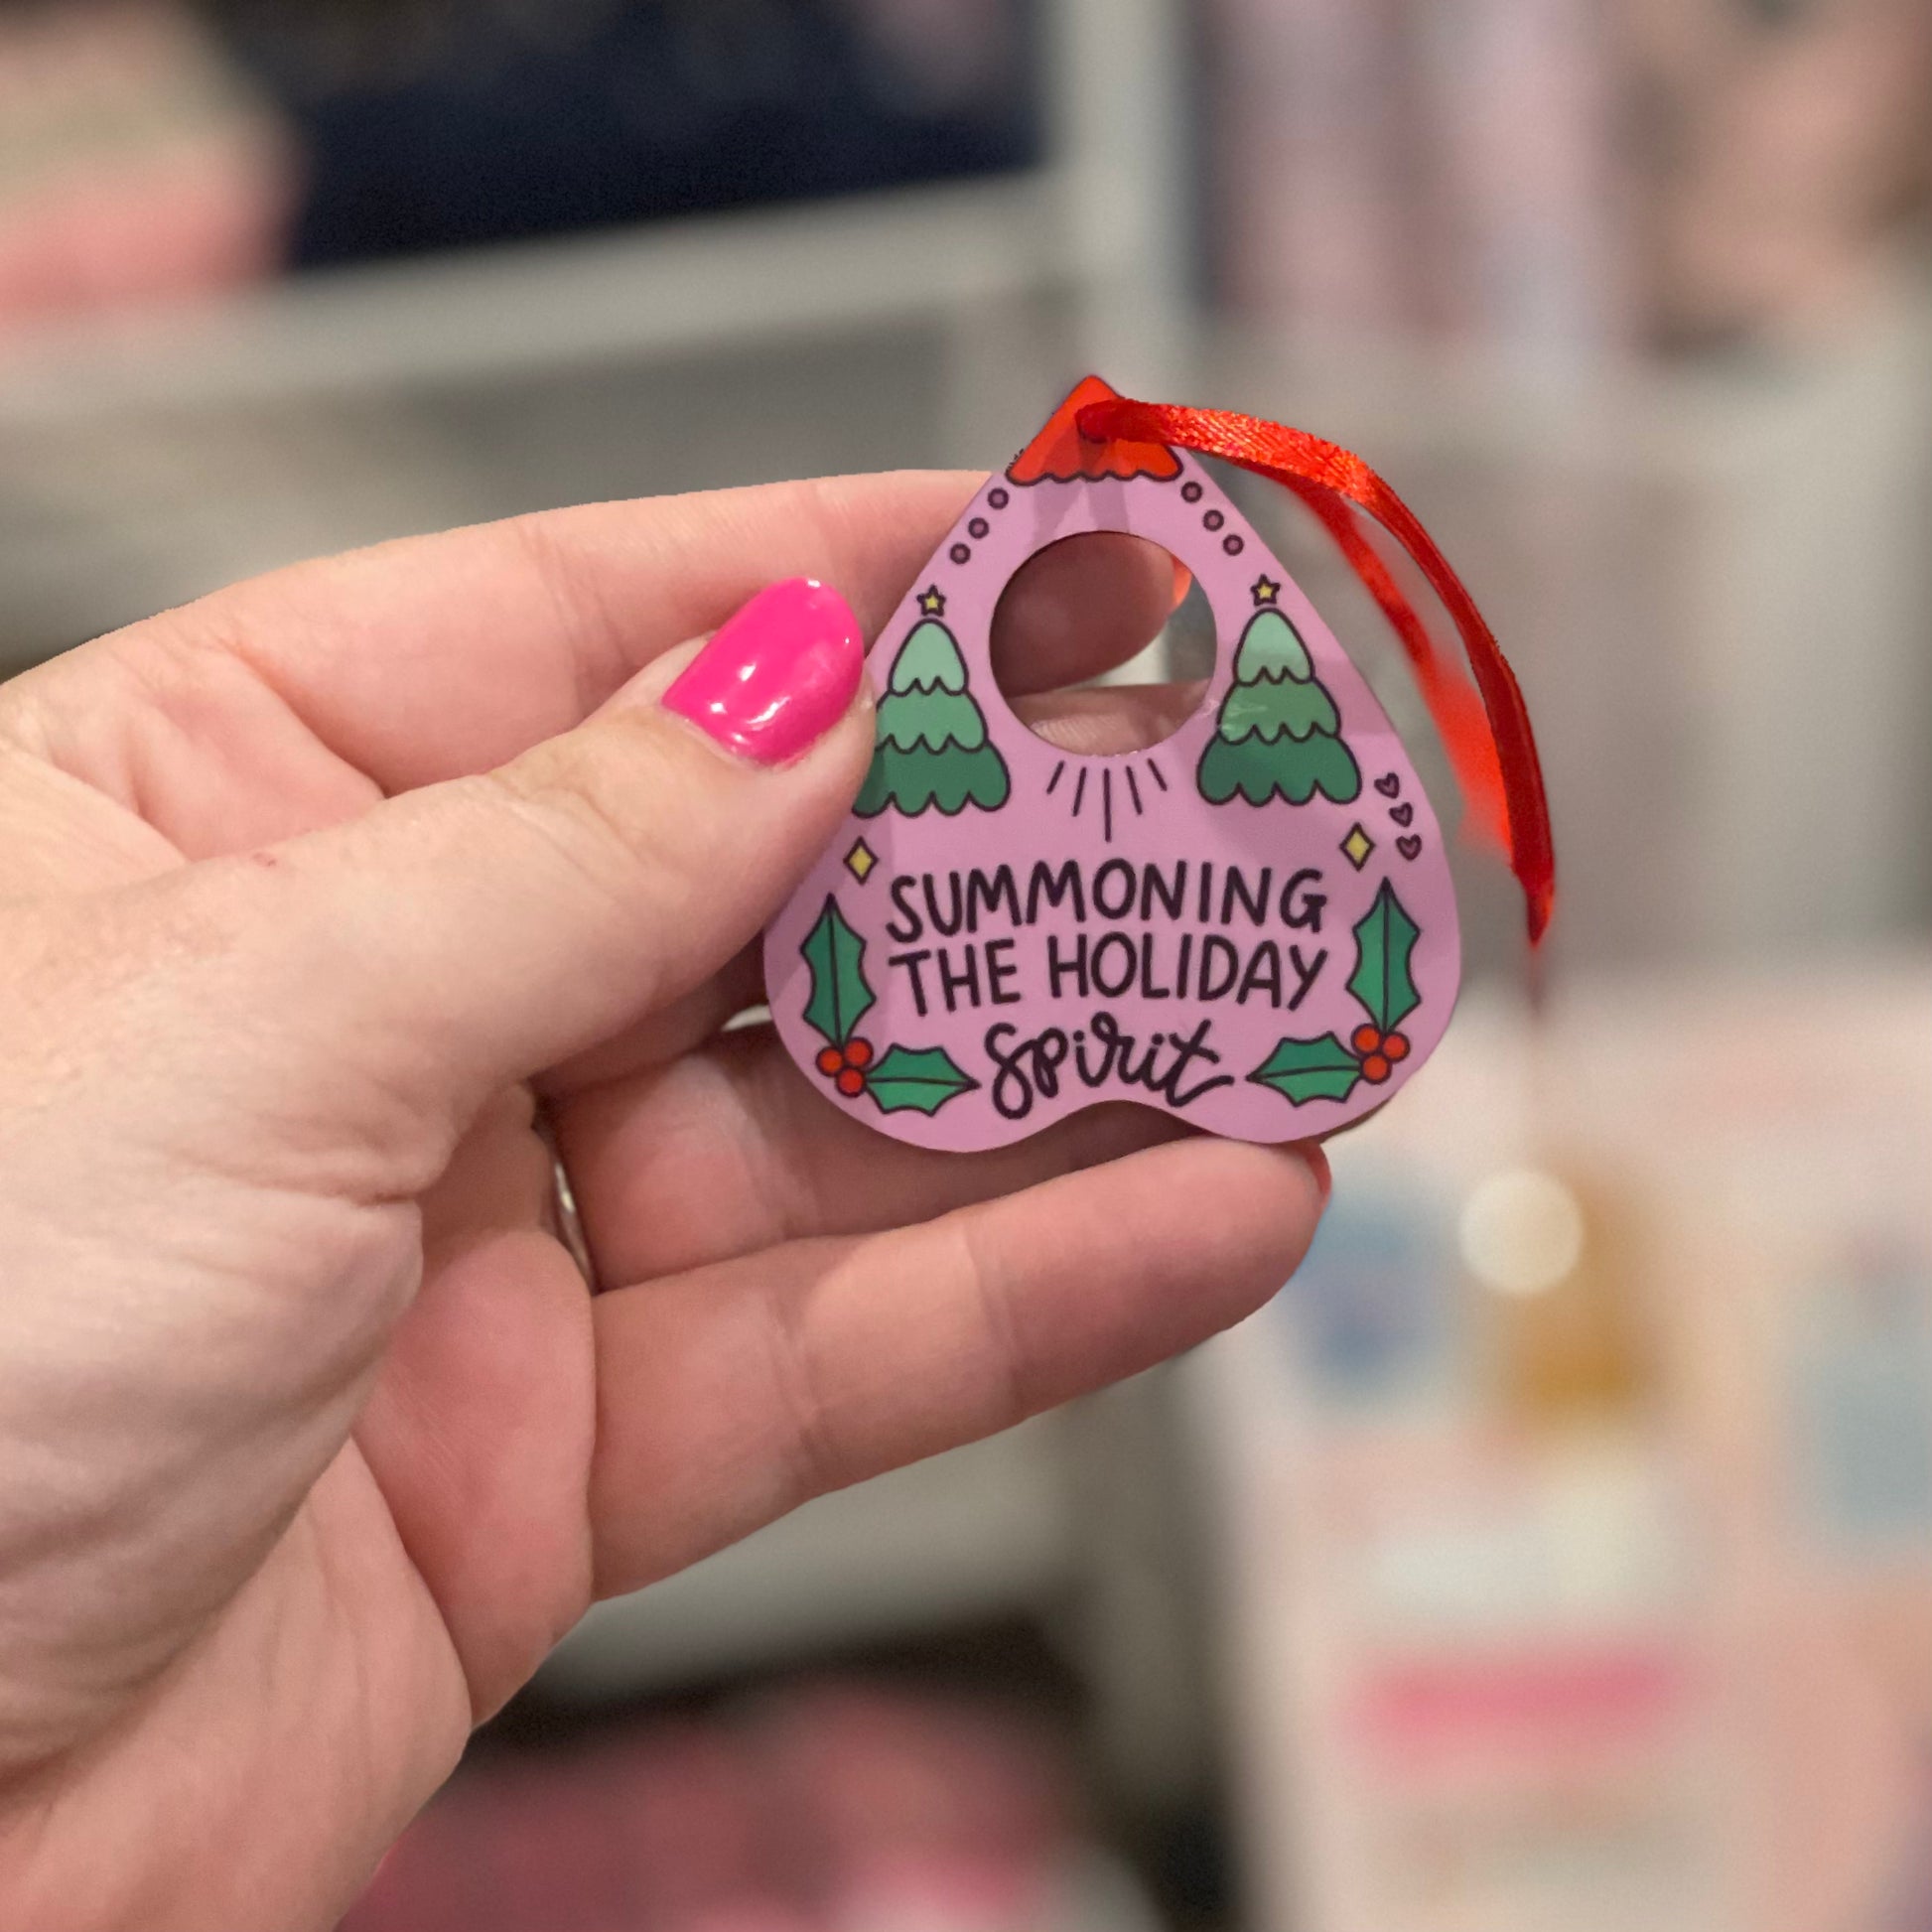 SUMMONING
THE HOLIDAY
Spirit